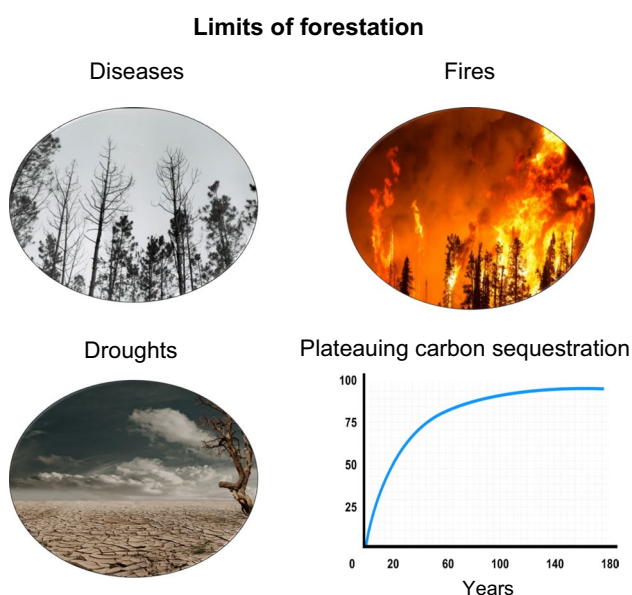 Limits of forestation
Diseases
Fires
Droughts
Plateauing carbon sequestration
100
75
50
25
0 20 60 100 140 180
Years